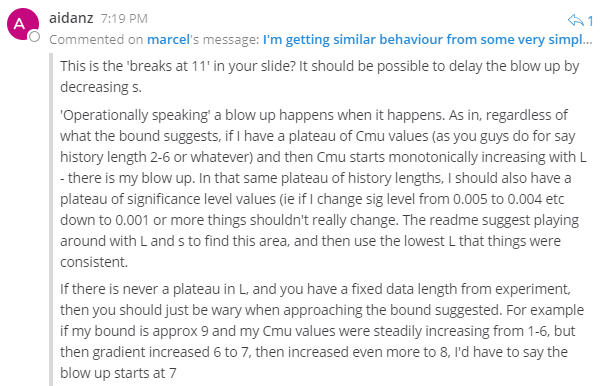 A
aidanz 7:19 PM
1
Commented on marcel's message: I'm getting similar behaviour from some very simpl...
This is the 'breaks at 11' in your slide? It should be possible to delay the blow up by
decreasing s.
'Operationally speaking' a blow up happens when it happens. As in, regardless of
what the bound suggests, if I have a plateau of Cmu values (as you guys do for say
history length 2-6 or whatever) and then Cmu starts monotonically increasing with L
- there is my blow up. In that same plateau of history lengths, I should also have a
plateau of significance level values (ie if I change sig level from 0.005 to 0.004 etc
down to 0.001 or more things shouldn't really change. The readme suggest playing
around with L and s to find this area, and then use the lowest L that things were
consistent.
If there is never a plateau in L, and you have a fixed data length from experiment,
then you should just be wary when approaching the bound suggested. For example
if my bound is approx 9 and my Cmu values were steadily increasing from 1-6, but
then gradient increased 6 to 7, then increased even more to 8, I'd have to say the
blow up starts at 7